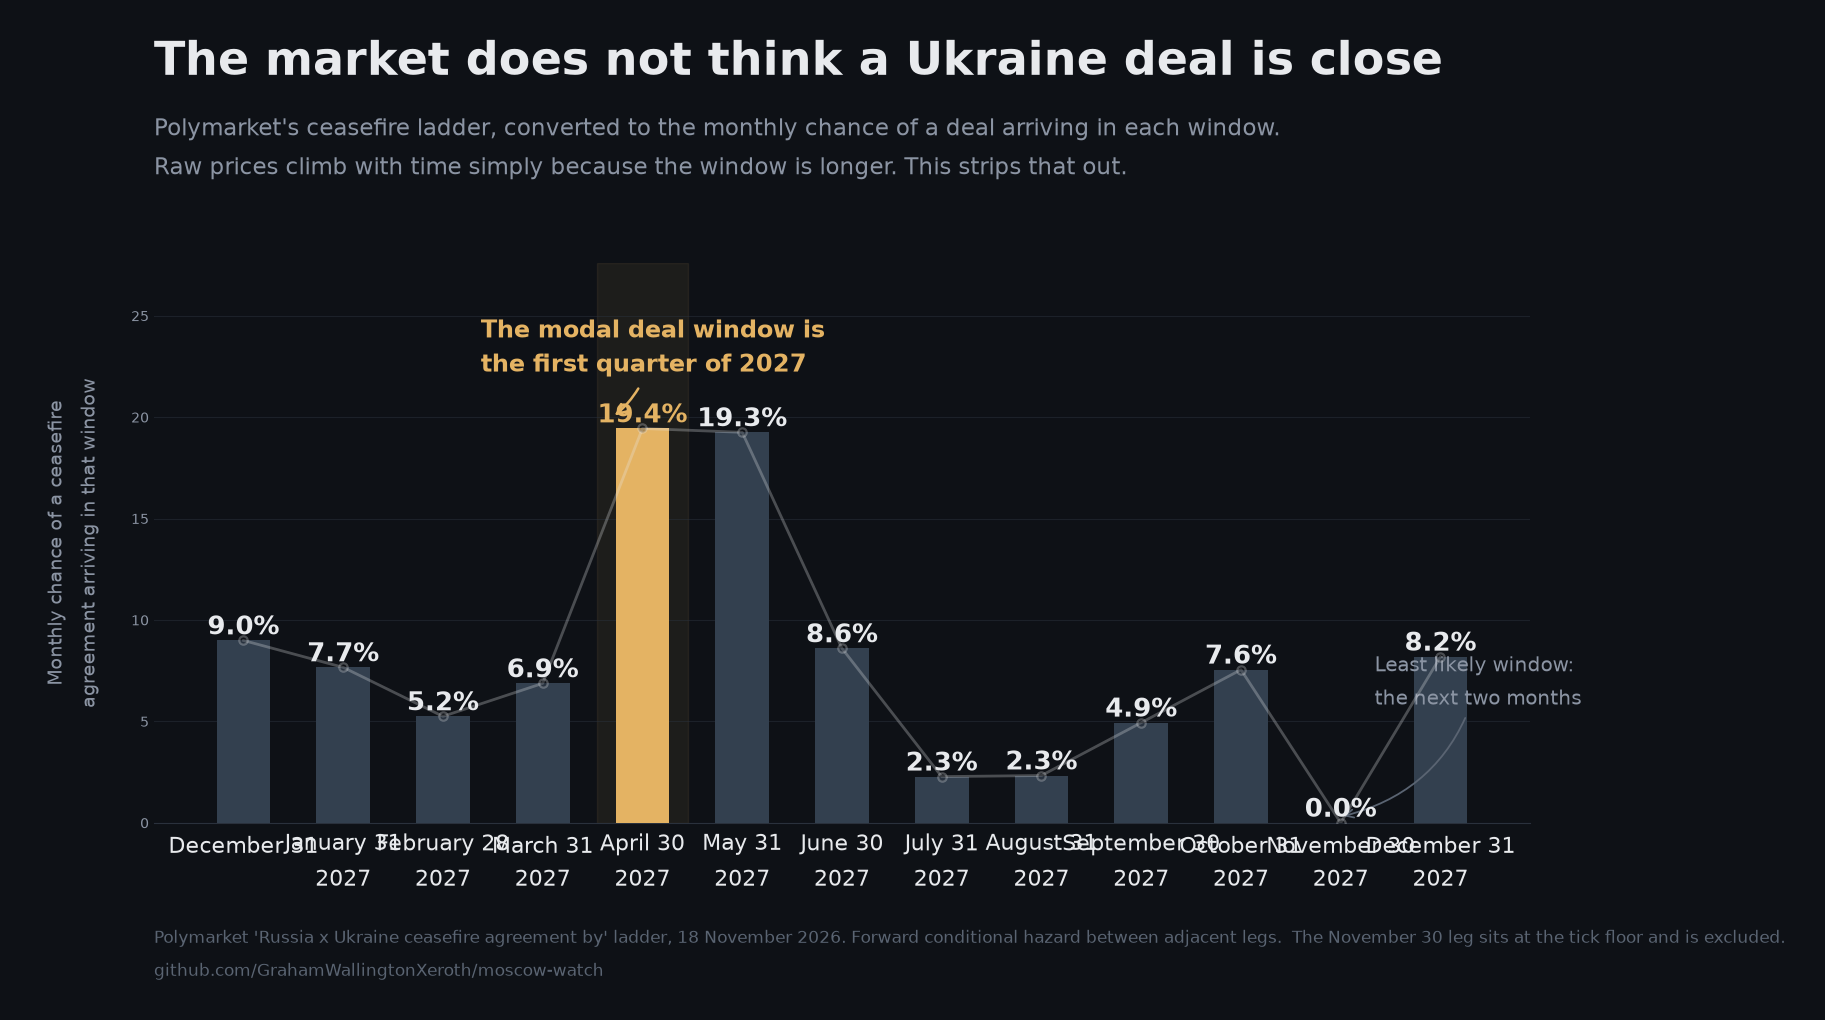 The market does not think a Ukraine deal is close
Polymarket's ceasefire ladder, converted to the monthly chance of a deal arriving in each window.
Raw prices climb with time simply because the window is longer. This strips that out.
Monthly chance of a ceasefire
agreement arriving in that window
25
20
15
10
5
0
The modal deal window is
the first quarter of 2027
9.0%
7.7%
5.2%
6.9%
19.4%
19.3%
8.6%
2.3%
2.3%
4.9%
7.6%
0.0%
8.2%
Least likely window:
the next two months
December 31
January 31
2027
February 28
2027
March 31
2027
April 30
2027
May 31
2027
June 30
2027
July 31
2027
August 31
2027
September 30
2027
October 31
2027
November 30
2027
December 31
2027
Polymarket 'Russia x Ukraine ceasefire agreement by' ladder, 18 November 2026. Forward conditional hazard between adjacent legs.  The November 30 leg sits at the tick floor and is excluded.
github.com/GrahamWallingtonXeroth/moscow-watch